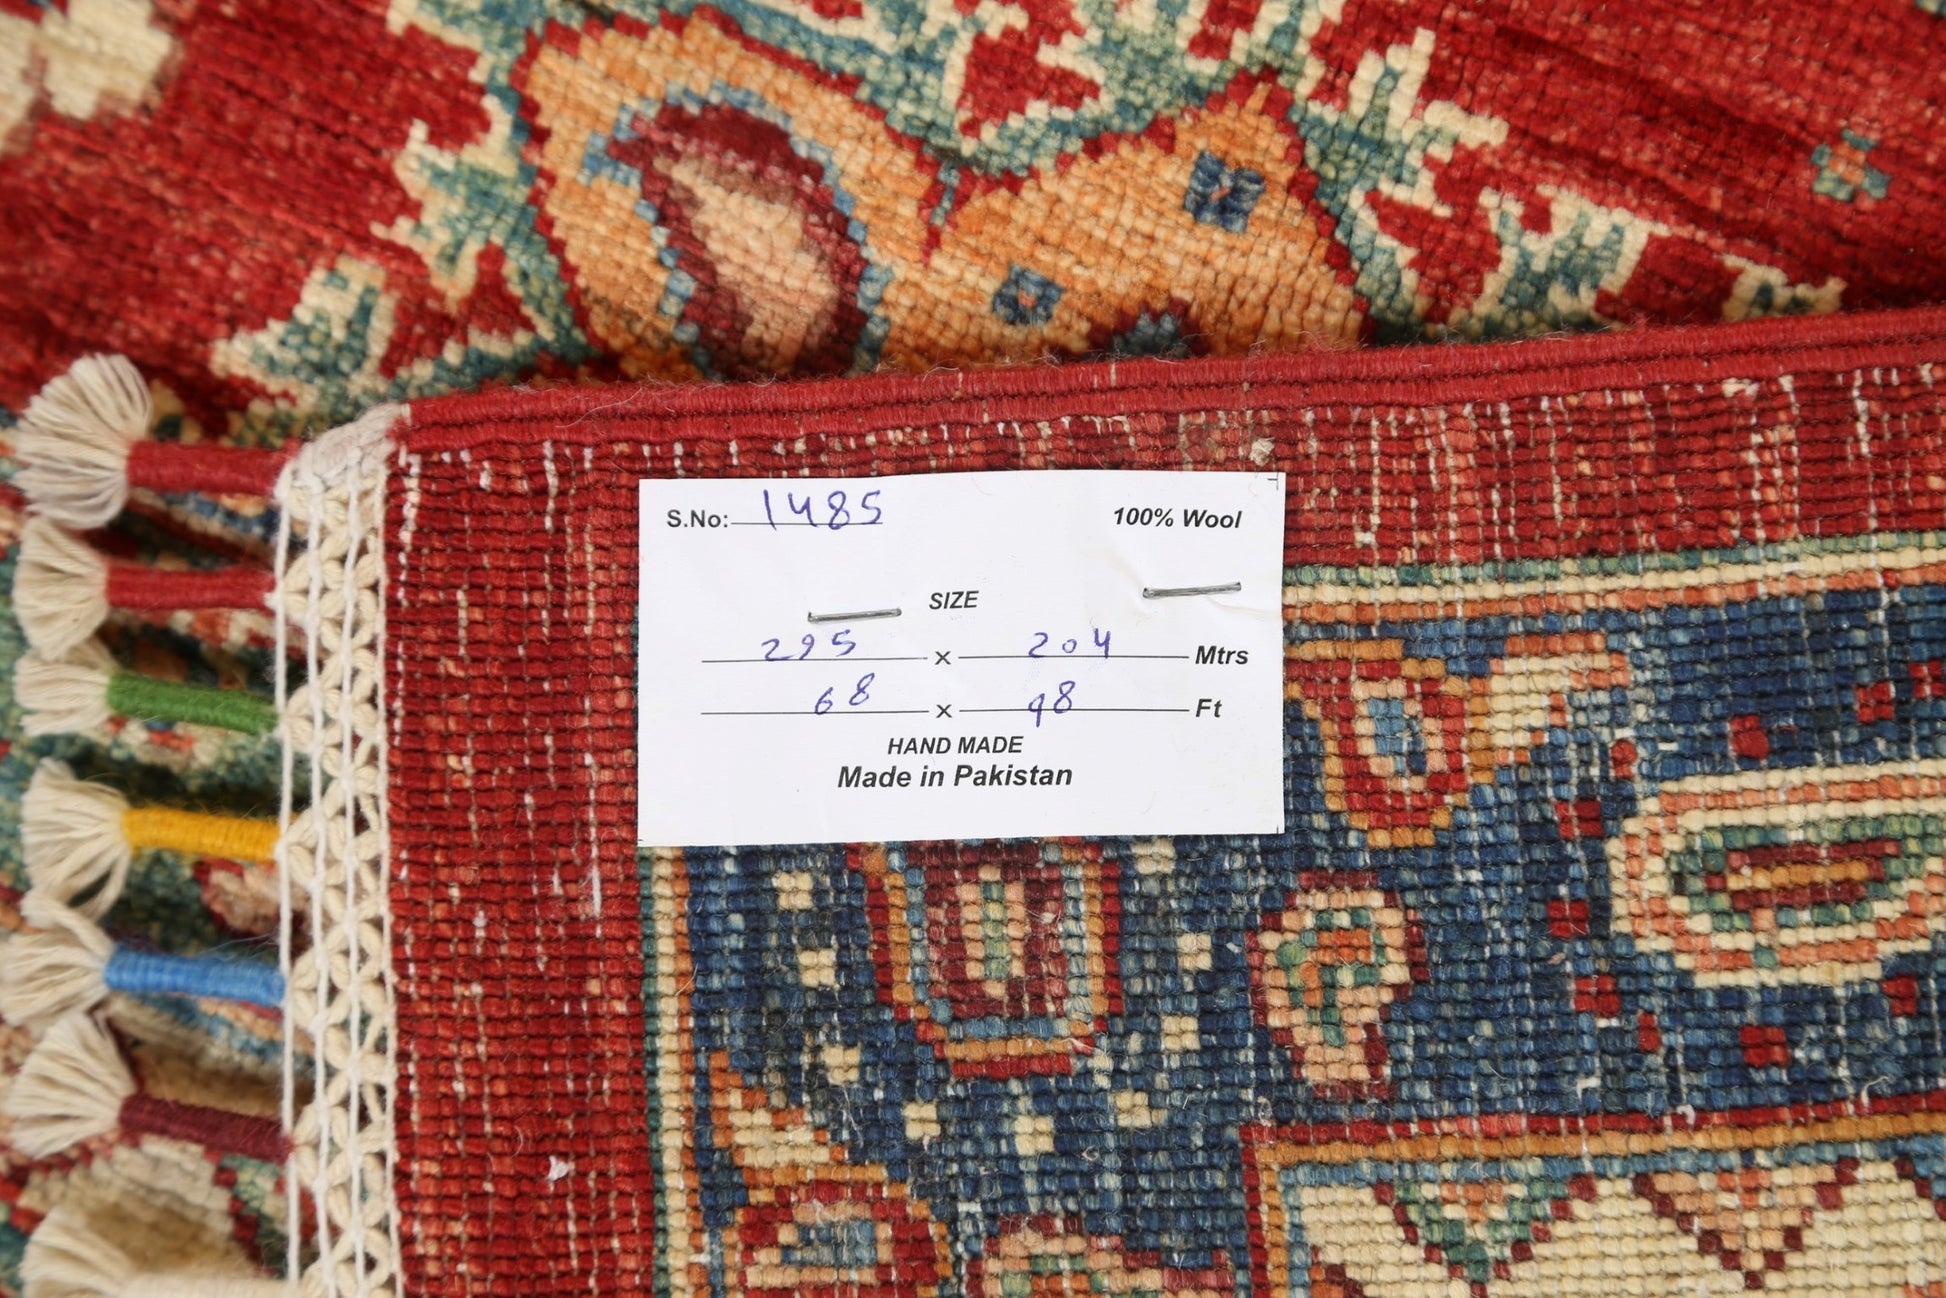 S.No: 1485 100% Wool
SIZE
295 x 204 Mtrs
68 x 98 Ft
HAND MADE
Made in Pakistan